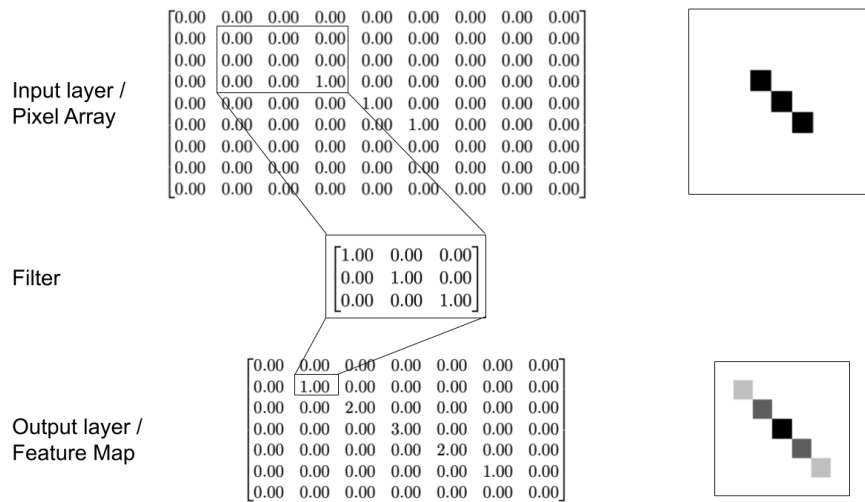 0.00 0.00 0.00 0.00 0.00 0.00 0.00 0.00 0.00
0.00 0.00 0.00 0.00 0.00 0.00 0.00 0.00 0.00
0.00 0.00 0.00 0.00 0.00 0.00 0.00 0.00 0.00
0.00 0.00 0.00 1.00 0.00 0.00 0.00 0.00 0.00
0.00 0.00 0.00 0.00 1.00 0.00 0.00 0.00 0.00
0.00 0.00 0.00 0.00 0.00 1.00 0.00 0.00 0.00
0.00 0.00 0.00 0.00 0.00 0.00 0.00 0.00 0.00
0.00 0.00 0.00 0.00 0.00 0.00 0.00 0.00 0.00
0.00 0.00 0.00 0.00 0.00 0.00 0.00 0.00 0.00
Input layer /
Pixel Array
Filter
1.00 0.00 0.00
0.00 1.00 0.00
0.00 0.00 1.00
0.00 0.00 0.00 0.00 0.00 0.00 0.00
0.00 1.00 0.00 0.00 0.00 0.00 0.00
0.00 0.00 2.00 0.00 0.00 0.00 0.00
0.00 0.00 0.00 3.00 0.00 0.00 0.00
0.00 0.00 0.00 0.00 2.00 0.00 0.00
0.00 0.00 0.00 0.00 0.00 1.00 0.00
0.00 0.00 0.00 0.00 0.00 0.00 0.00
Output layer /
Feature Map